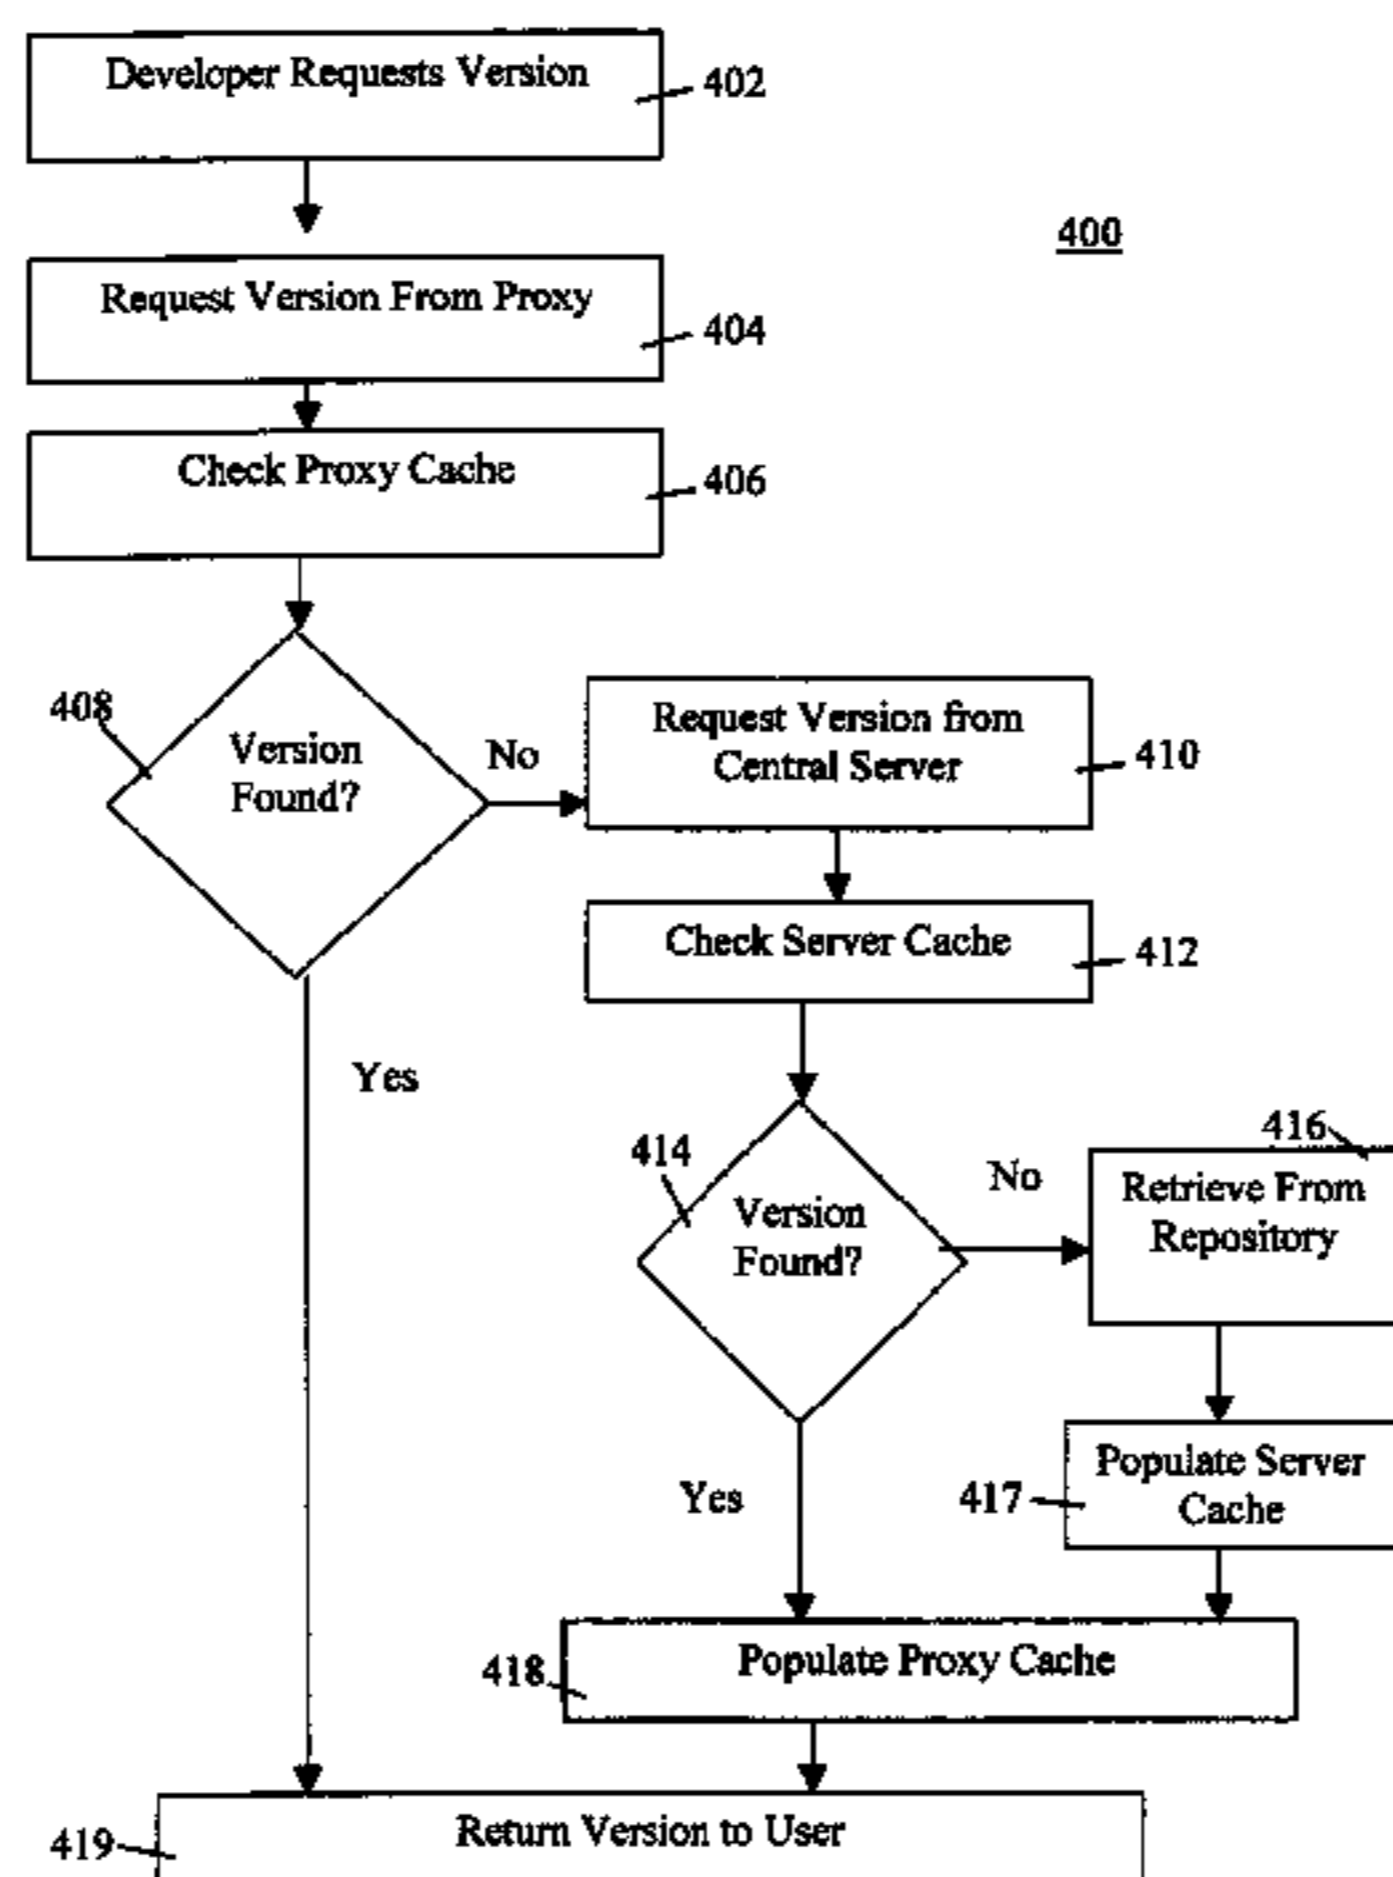 Developer Requests Version
402
400
Request Version From Proxy
404
Check Proxy Cache
406
408
Version
Found?
No
Request Version from
Central Server
410
Check Server Cache
412
Yes
414
Version
Found?
No
416
Retrieve From
Repository
Yes
417
Populate Server
Cache
418
Populate Proxy Cache
419
Return Version to User